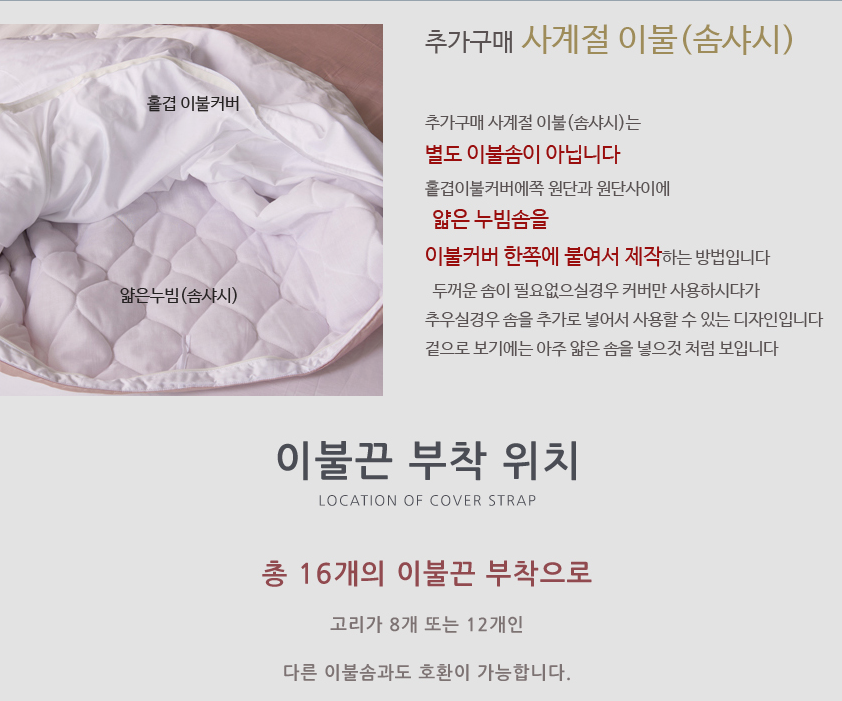 추가구매 사계절 이불(솜샤시)
홑겹 이불커버
얇은누빔(솜샤시)
추가구매 사계절 이불(솜샤시)는
별도 이불솜이 아닙니다
홑겹이불커버에쪽 원단과 원단사이에
얇은 누빔솜을
이불커버 한쪽에 붙여서 제작하는 방법입니다
두꺼운 솜이 필요없으실경우 커버만 사용하시다가
추우실경우 솜을 추가로 넣어서 사용할 수 있는 디자인입니다
겉으로 보기에는 아주 얇은 솜을 넣으것 처럼 보입니다
이불끈 부착 위치
LOCATION OF COVER STRAP
총 16개의 이불끈 부착으로
고리가 8개 또는 12개인
다른 이불솜과도 호환이 가능합니다.